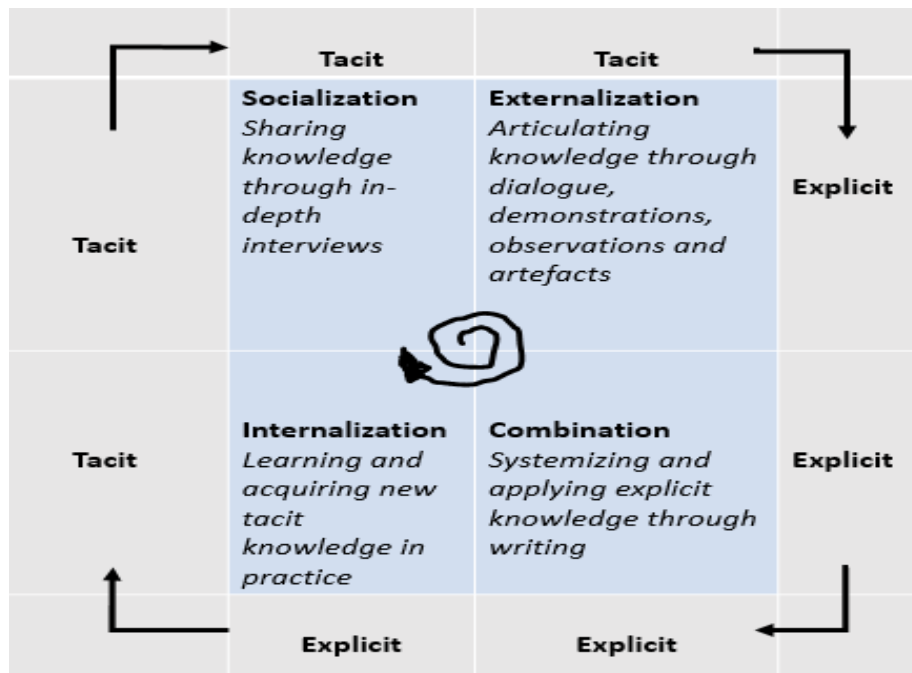 Tacit
Tacit
Socialization
Sharing
knowledge
through in-
depth
interviews
Externalization
Articulating
knowledge through
dialogue,
demonstrations,
observations and
artefacts
Tacit
Explicit
Internalization
Learning and
acquiring new
tacit
knowledge in
practice
Combination
Systemizing and
applying explicit
knowledge through
writing
Tacit
Explicit
Explicit
Explicit